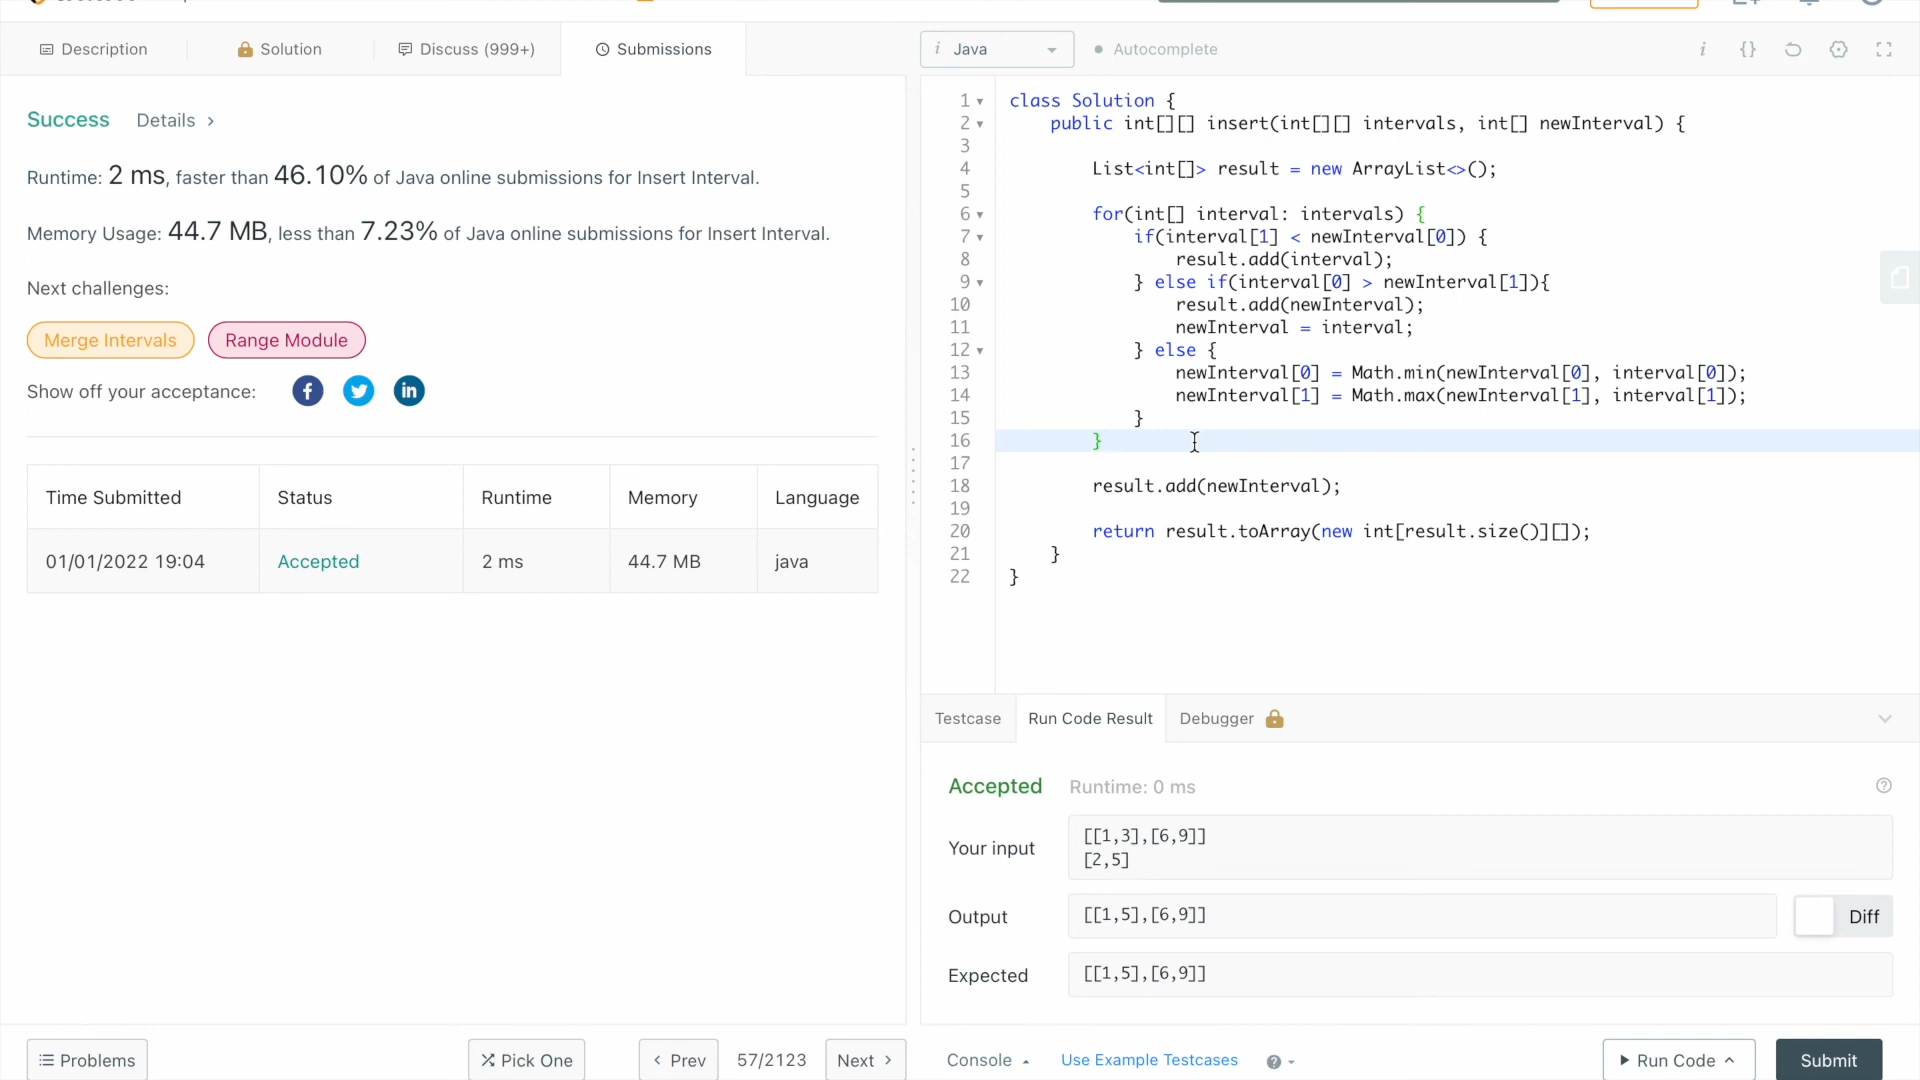 Description
Solution
Discuss (999+)
Submissions
Success
Details
Runtime: 2 ms, faster than 46.10% of Java online submissions for Insert Interval.
Memory Usage: 44.7 MB, less than 7.23% of Java online submissions for Insert Interval.
Next challenges:
Merge Intervals
Range Module
Show off your acceptance:
Time Submitted
Status
Runtime
Memory
Language
01/01/2022 19:04
Accepted
2 ms
44.7 MB
java
Problems
Pick One
Prev
57/2123
Next
i Java
Autocomplete
i {}
1 class Solution {
2 public int[][] insert(int[][] intervals, int[] newInterval) {
3
4 List<int[]> result = new ArrayList<>();
5
6 for(int[] interval: intervals) {
7 if(interval[1] < newInterval[0]) {
8 result.add(interval);
9 } else if(interval[0] > newInterval[1]){
10 result.add(newInterval);
11 newInterval = interval;
12 } else {
13 newInterval[0] = Math.min(newInterval[0], interval[0]);
14 newInterval[1] = Math.max(newInterval[1], interval[1]);
15 }
16 }
17
18 result.add(newInterval);
19
20 return result.toArray(new int[result.size()][]);
21 }
22 }
Testcase
Run Code Result
Debugger
Accepted
Runtime: 0 ms
Your input
[[1,3],[6,9]]
[2,5]
Output
[[1,5],[6,9]]
Diff
Expected
[[1,5],[6,9]]
Console
Use Example Testcases
Run Code
Submit